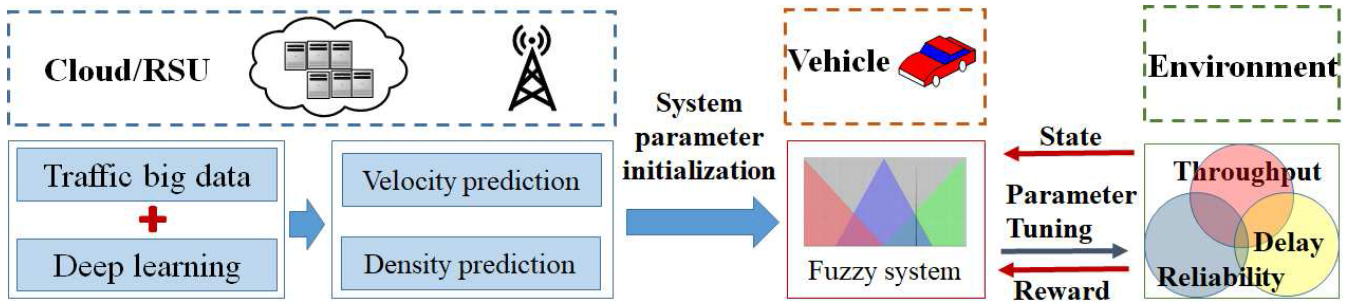 Cloud/RSU
Vehicle
Environment
Traffic big data
Deep learning
Velocity prediction
Density prediction
System
parameter
initialization
Fuzzy system
State
Parameter
Tuning
Reward
Throughput
Delay
Reliability